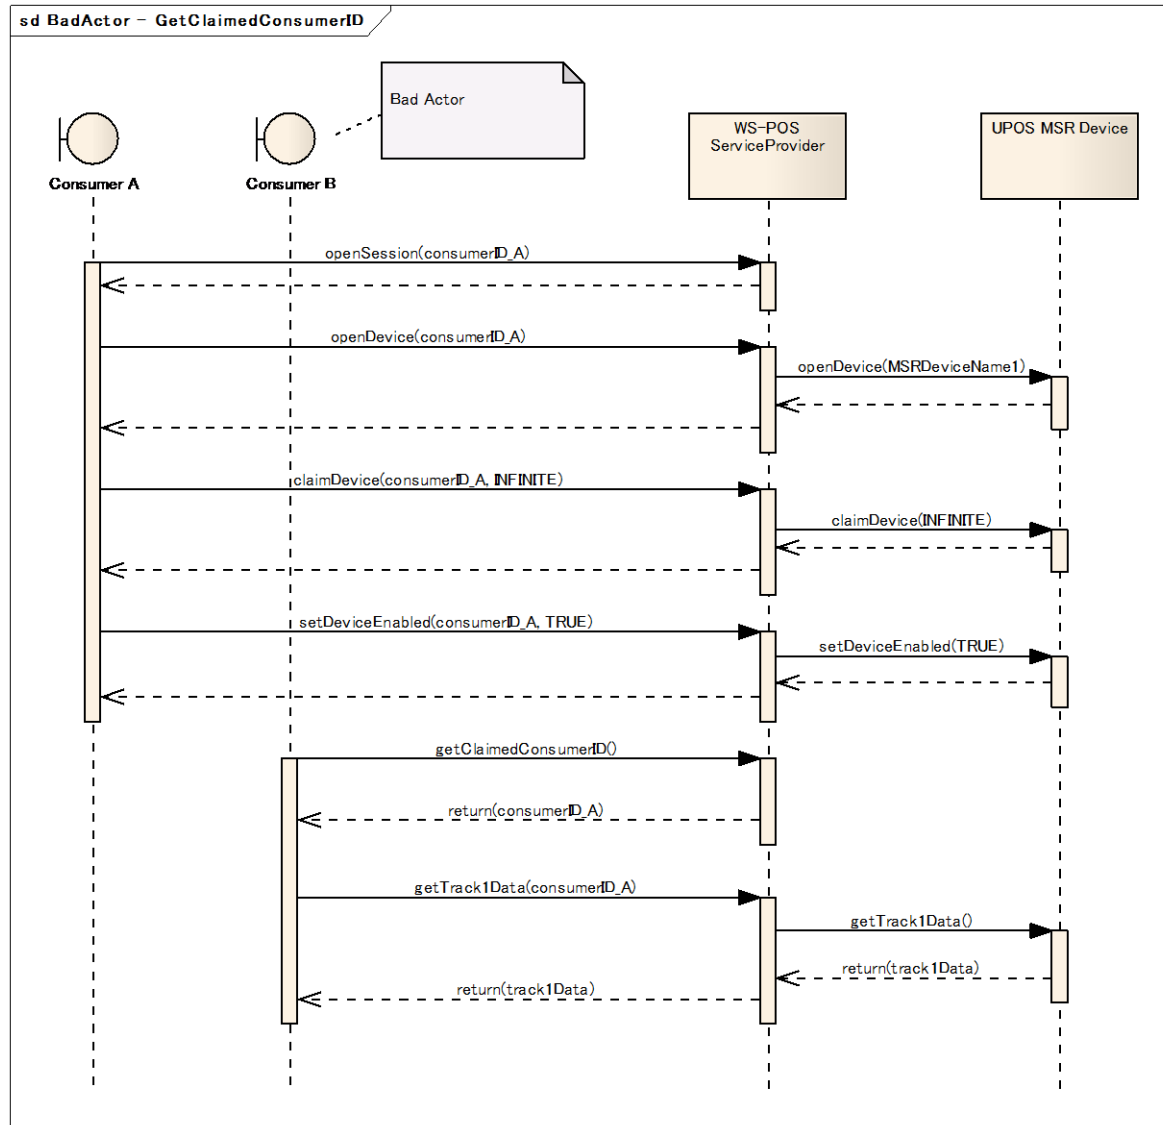 sd BadActor - GetClaimedConsumerID
Bad Actor
Consumer A
Consumer B
WS-POS
ServiceProvider
UPOS MSR Device
openSession(consumerID_A)
openDevice(consumerID_A)
openDevice(MSRDeviceName1)
claimDevice(consumerID_A, INFINITE)
claimDevice(INFINITE)
setDeviceEnabled(consumerID_A, TRUE)
setDeviceEnabled(TRUE)
getClaimedConsumerID()
return(consumerID_A)
getTrack1Data(consumerID_A)
getTrack1Data()
return(track1Data)
return(track1Data)